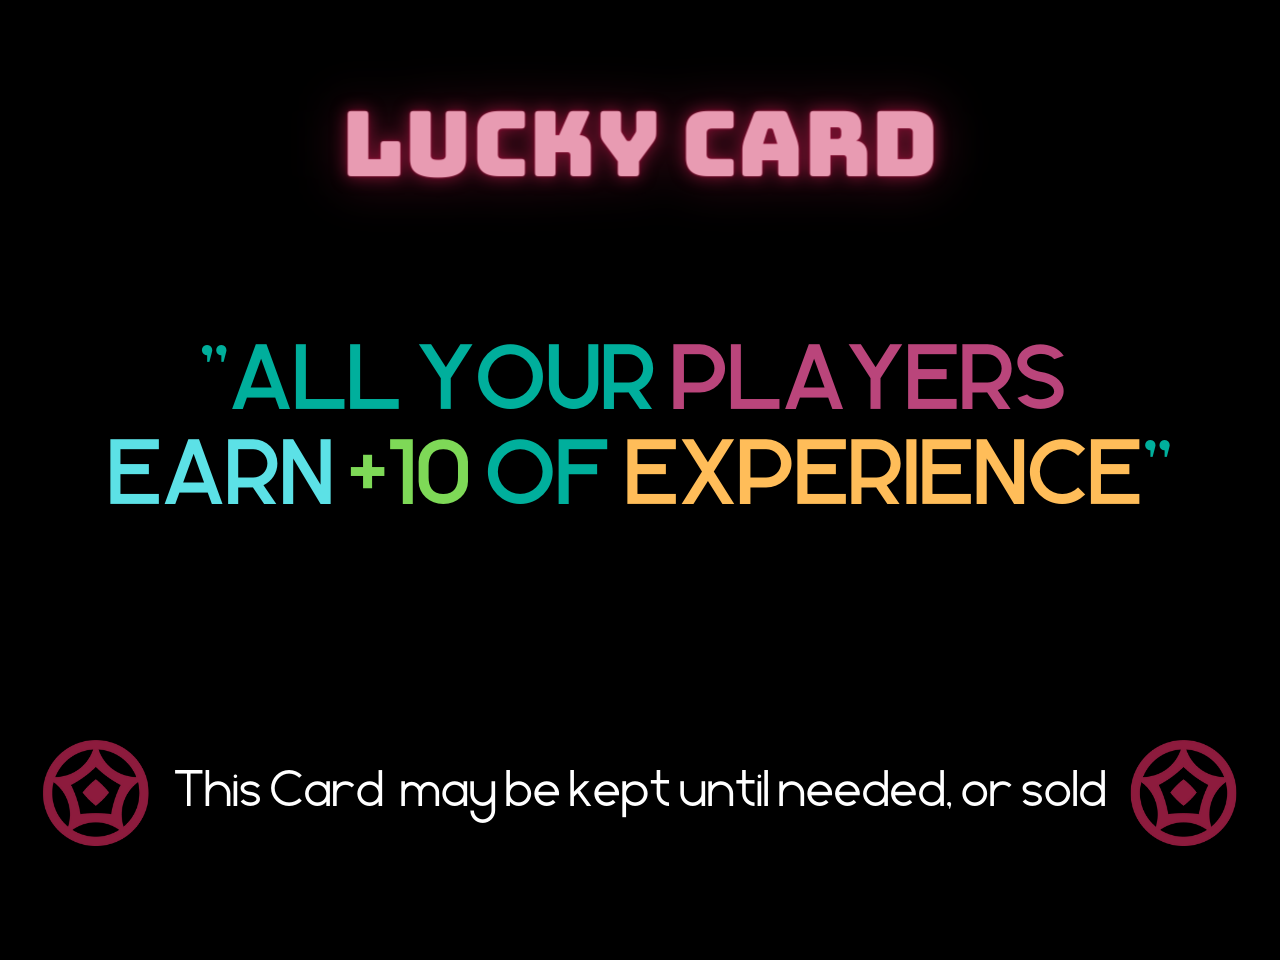 LUCKY CARD
"ALL YOUR PLAYERS
EARN +10 OF EXPERIENCE"
This Card may be kept until needed, or sold